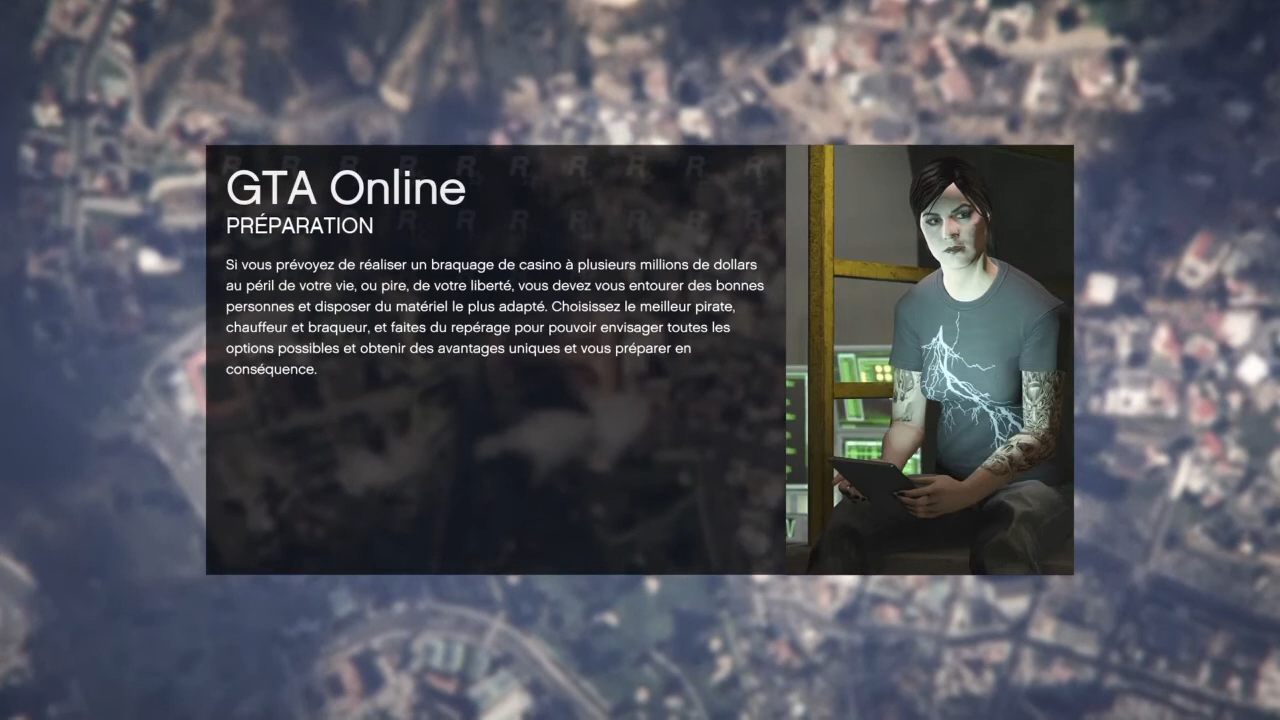 GTA Online
PRÉPARATION
Si vous prévoyez de réaliser un braquage de casino à plusieurs millions de dollars
au péril de votre vie, ou pire, de votre liberté, vous devez vous entourer des bonnes
personnes et disposer du matériel le plus adapté. Choisissez le meilleur pirate,
chauffeur et braqueur, et faites du repérage pour pouvoir envisager toutes les
options possibles et obtenir des avantages uniques et vous préparer en
conséquence.